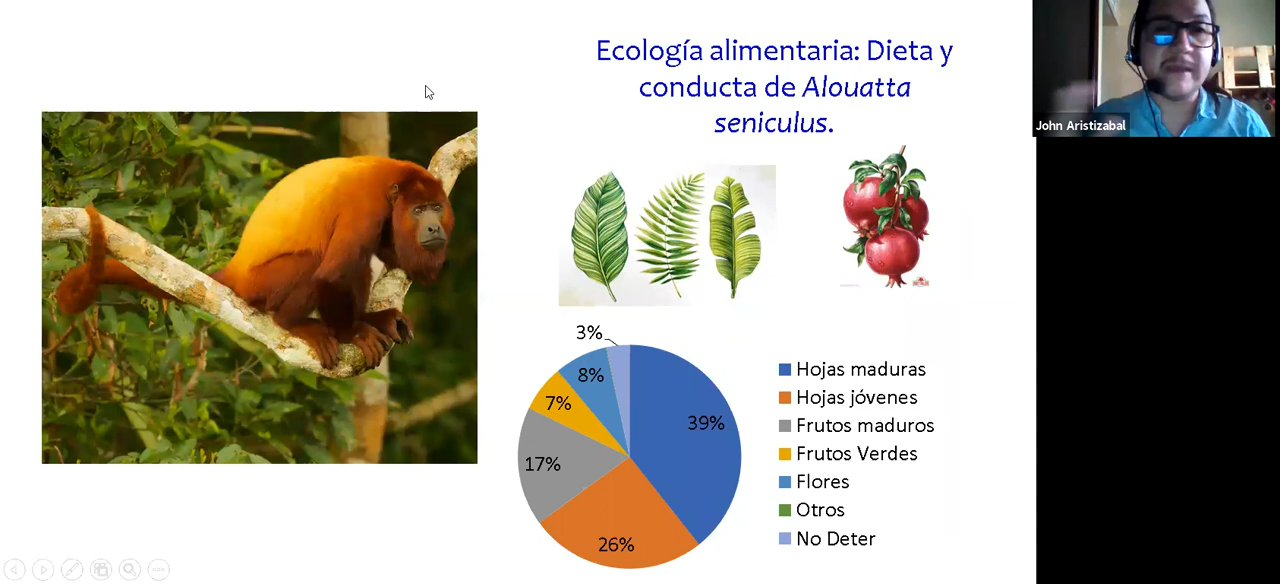 Ecología alimentaria: Dieta y
conducta de Alouatta
seniculus.
John Aristizabal
3%
8%
7%
39%
17%
26%
Hojas maduras
Hojas jóvenes
Frutos maduros
Frutos Verdes
Flores
Otros
No Deter